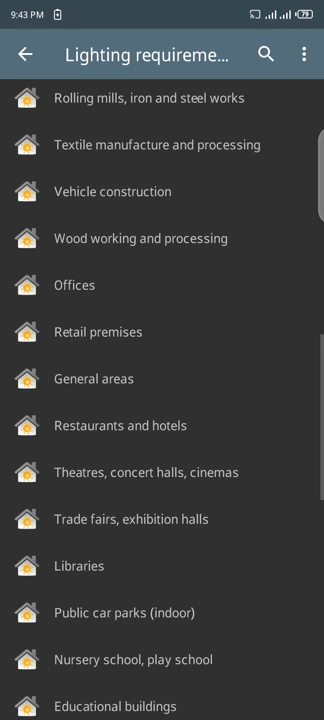 9:43 PM
79
Lighting requireme...
Rolling mills, iron and steel works
Textile manufacture and processing
Vehicle construction
Wood working and processing
Offices
Retail premises
General areas
Restaurants and hotels
Theatres, concert halls, cinemas
Trade fairs, exhibition halls
Libraries
Public car parks (indoor)
Nursery school, play school
Educational buildings